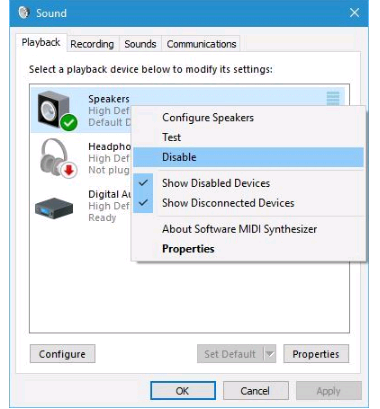 Sound
Playback Recording Sounds Communications
Select a playback device below to modify its settings:
Speakers
High Def
Default D
Configure Speakers
Test
Disable
Headpho
High Def
Not plug
Show Disabled Devices
Show Disconnected Devices
Digital Au
High Def
Ready
About Software MIDI Synthesizer
Properties
Configure
Set Default
Properties
OK
Cancel
Apply